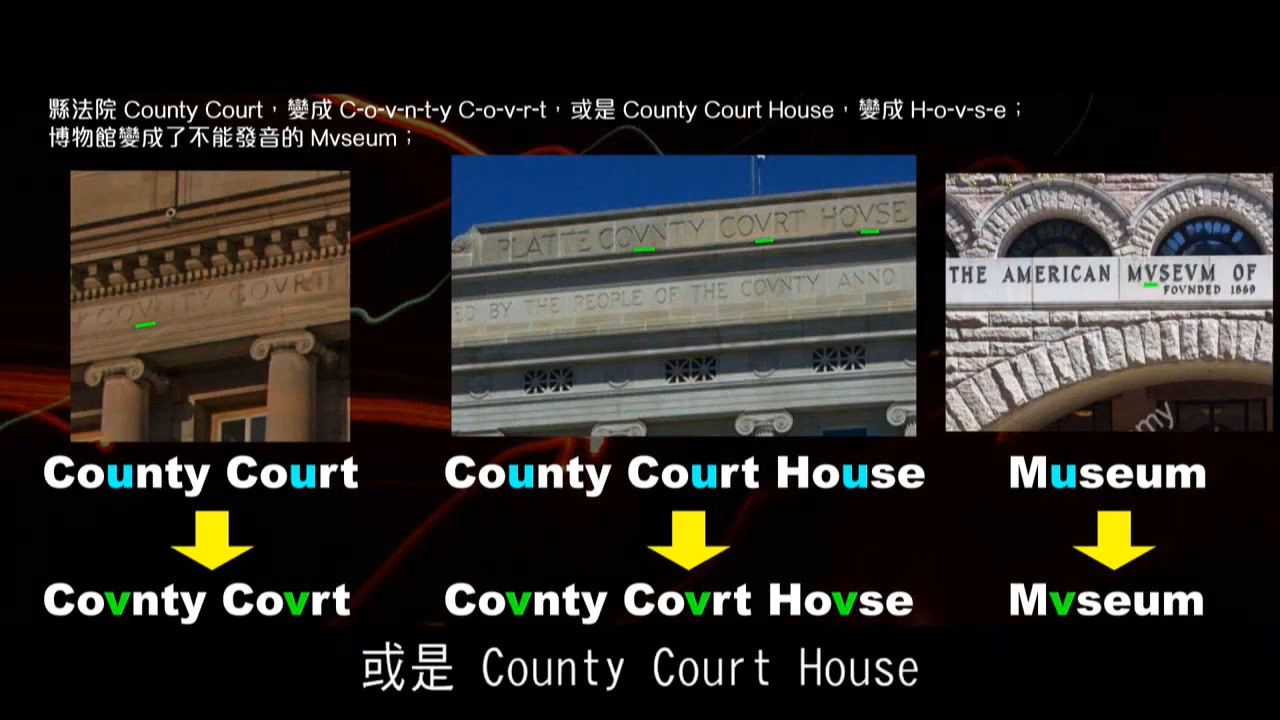 縣法院 County Court，變成 C-o-v-n-t-y C-o-v-r-t，或是 County Court House，變成 H-o-v-s-e；
博物館變成了不能發音的 Mvseum；
COVNTY COVRT
PLATTE COVNTY COVRT HOVSE
ED BY THE PEOPLE OF THE COVNTY ANNO
THE AMERICAN MVSEVM OF
FOVNDED 1869
my
County Court
County Court House
Museum
Covnty Covrt
Covnty Covrt Hovse
Mvseum
或是 County Court House